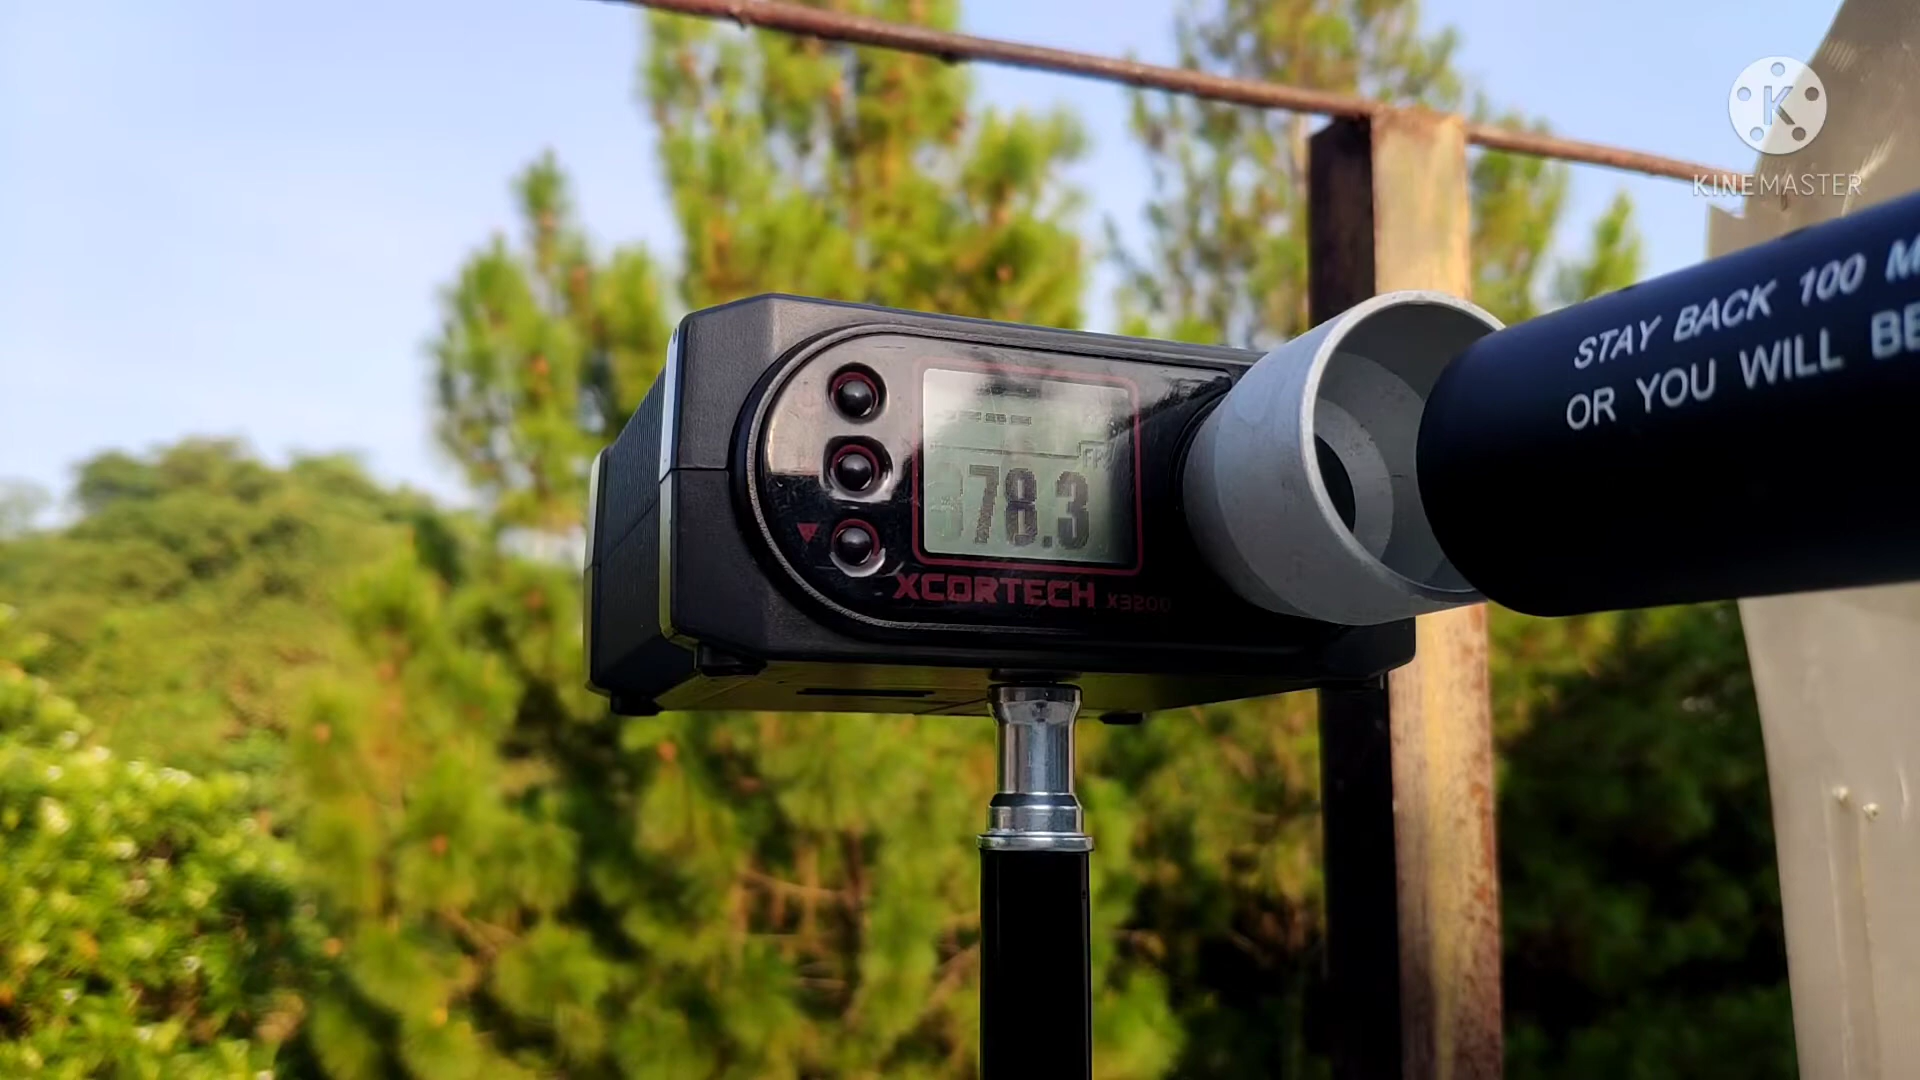 KINEMASTER
STAY BACK 100 M
OR YOU WILL BE
78.3
XCORTECH X3200